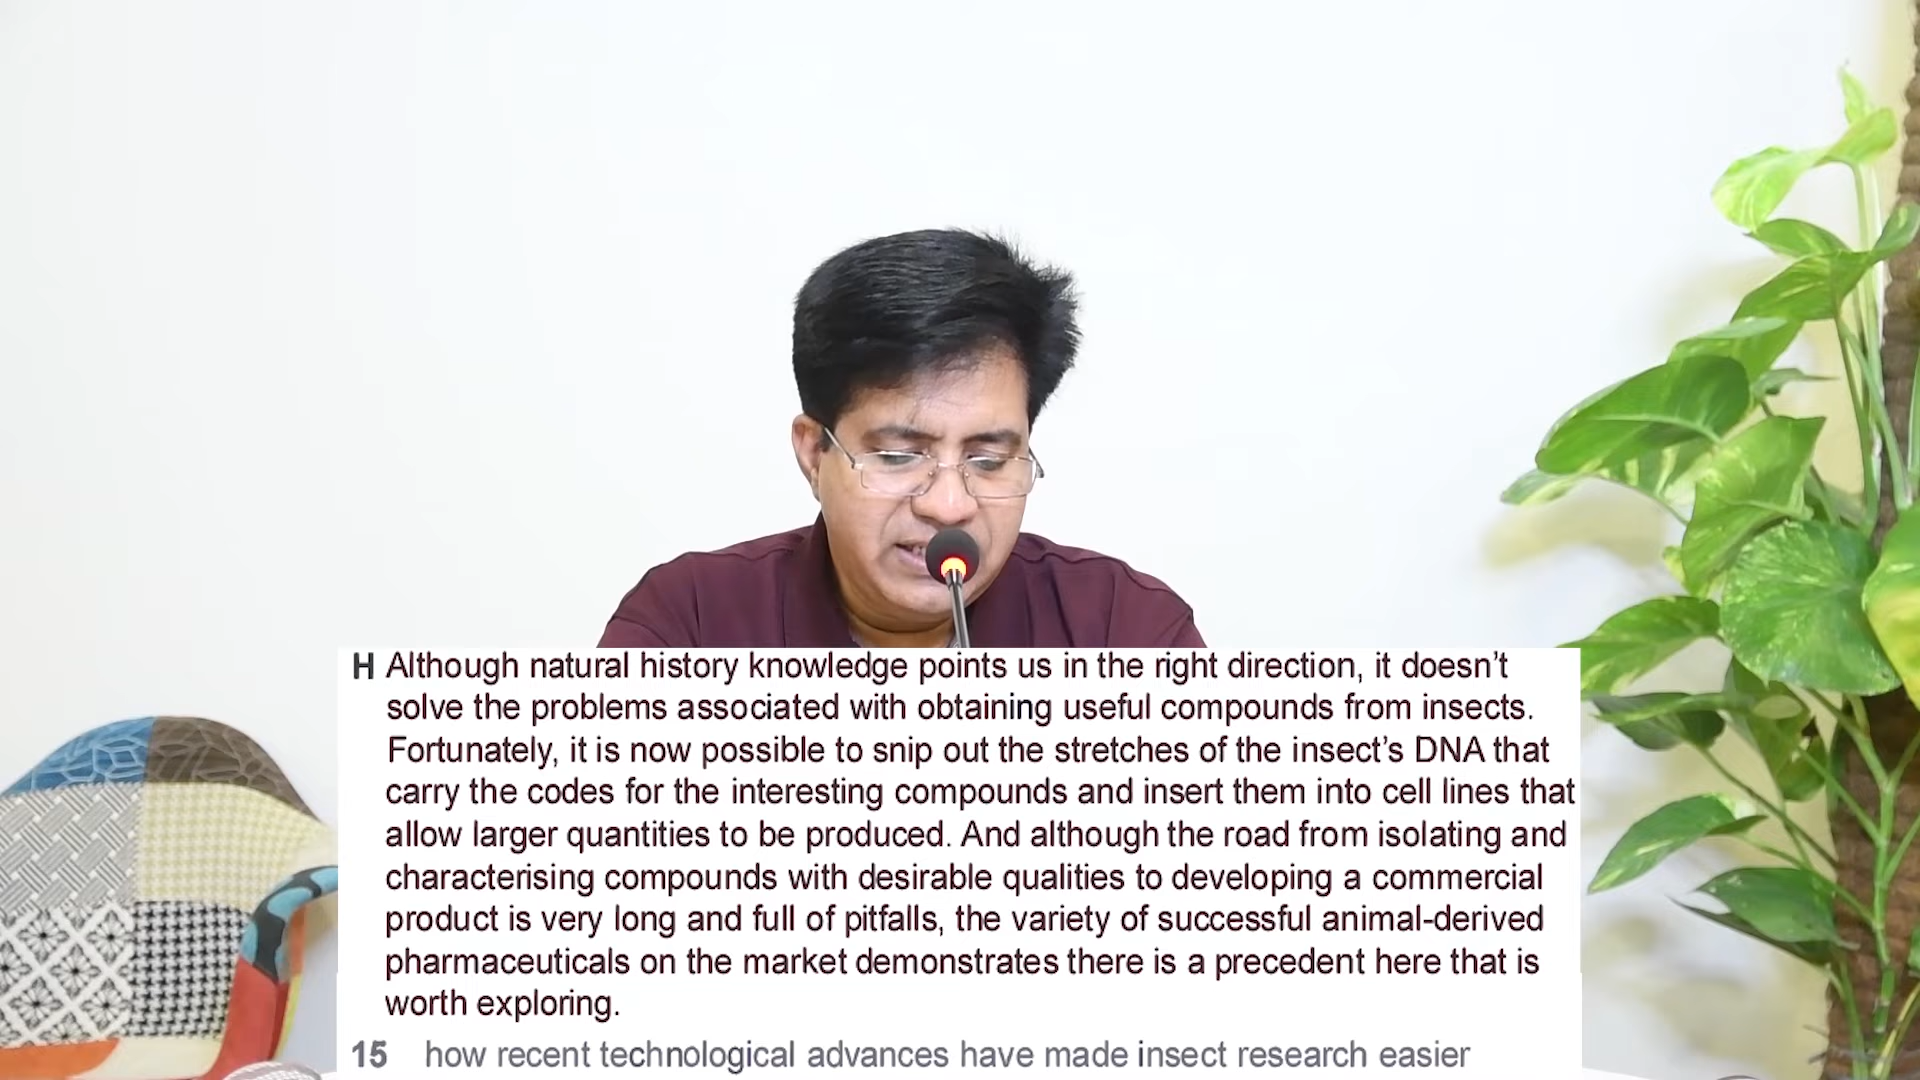 H Although natural history knowledge points us in the right direction, it doesn't
solve the problems associated with obtaining useful compounds from insects.
Fortunately, it is now possible to snip out the stretches of the insect's DNA that
carry the codes for the interesting compounds and insert them into cell lines that
allow larger quantities to be produced. And although the road from isolating and
characterising compounds with desirable qualities to developing a commercial
product is very long and full of pitfalls, the variety of successful animal-derived
pharmaceuticals on the market demonstrates there is a precedent here that is
worth exploring.
15 how recent technological advances have made insect research easier